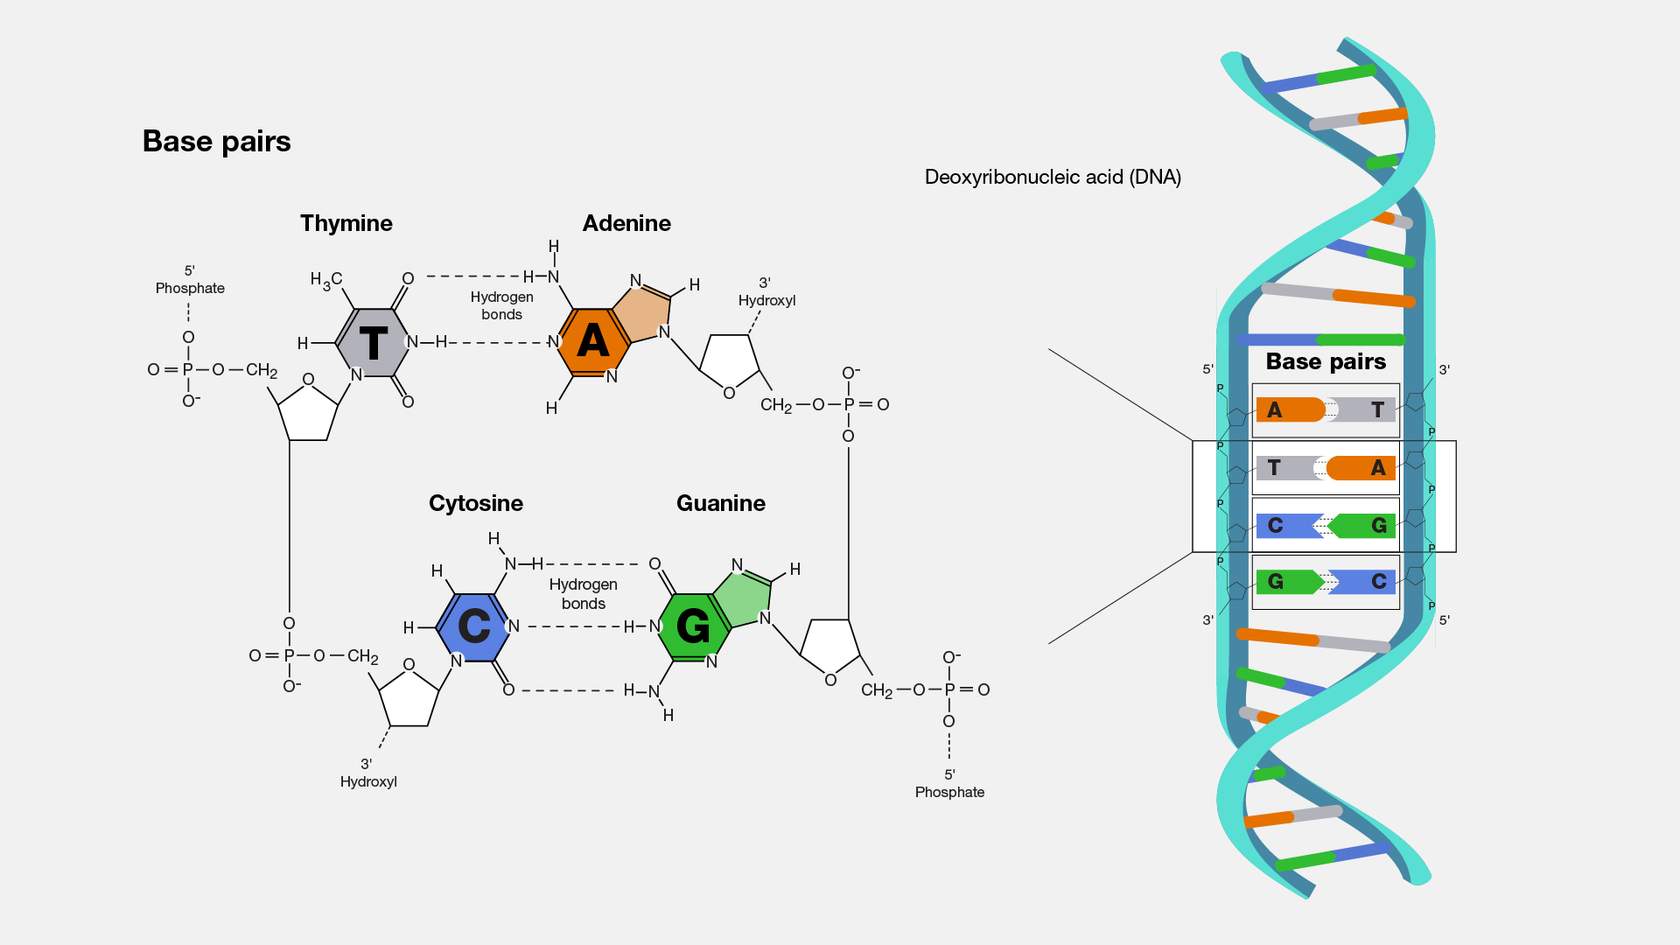 Base pairs
Deoxyribonucleic acid (DNA)
Thymine
Adenine
5'
Phosphate
H₃C
O
H
H–N
N
H
3'
Hydroxyl
Hydrogen
bonds
O
O=P–O–CH₂
O⁻
H
T
N–H
N
O
O
N
A
N
N
H
O
CH₂–O–P=O
O⁻
O
Cytosine
Guanine
H
N–H
H
O
N
H
Hydrogen
bonds
H
C
N
H–N
G
N
N
O
O=P–O–CH₂
O⁻
O
N
O
H–N
H
O
CH₂–O–P=O
O⁻
O
3'
Hydroxyl
5'
Phosphate
Base pairs
5'
3'
P
A
T
P
P
T
A
P
P
C
G
P
P
G
C
P
3'
5'